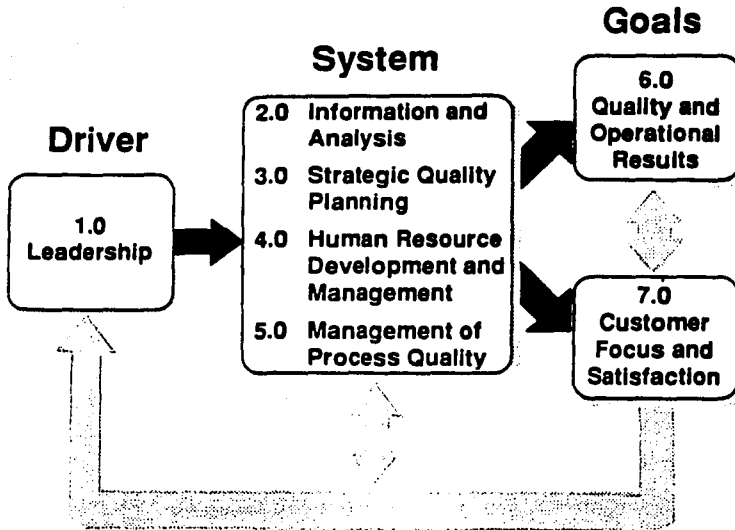 Driver
1.0
Leadership
System
2.0 Information and
Analysis
3.0 Strategic Quality
Planning
4.0 Human Resource
Development and
Management
5.0 Management of
Process Quality
Goals
6.0
Quality and
Operational
Results
7.0
Customer
Focus and
Satisfaction